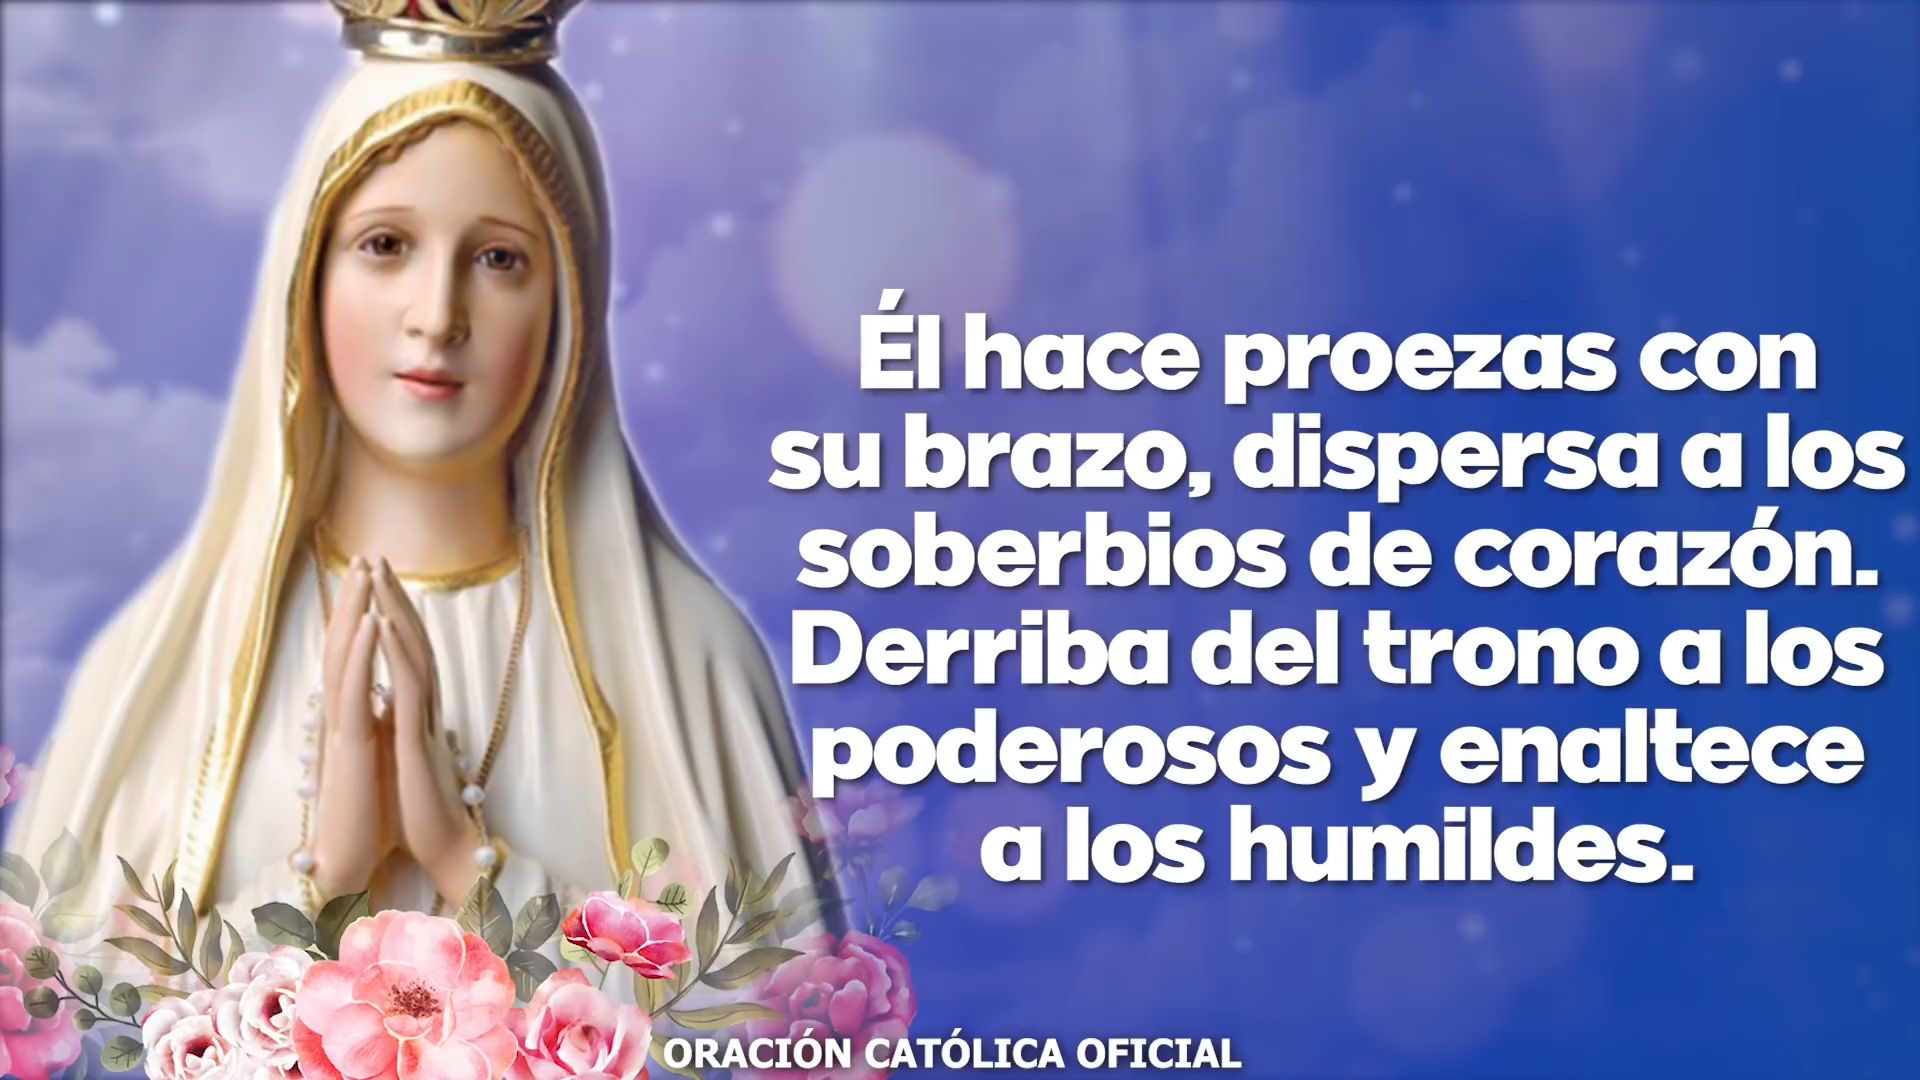 Él hace proezas con
su brazo, dispersa a los
soberbios de corazón.
Derriba del trono a los
poderosos y enaltece
a los humildes.
ORACIÓN CATÓLICA OFICIAL